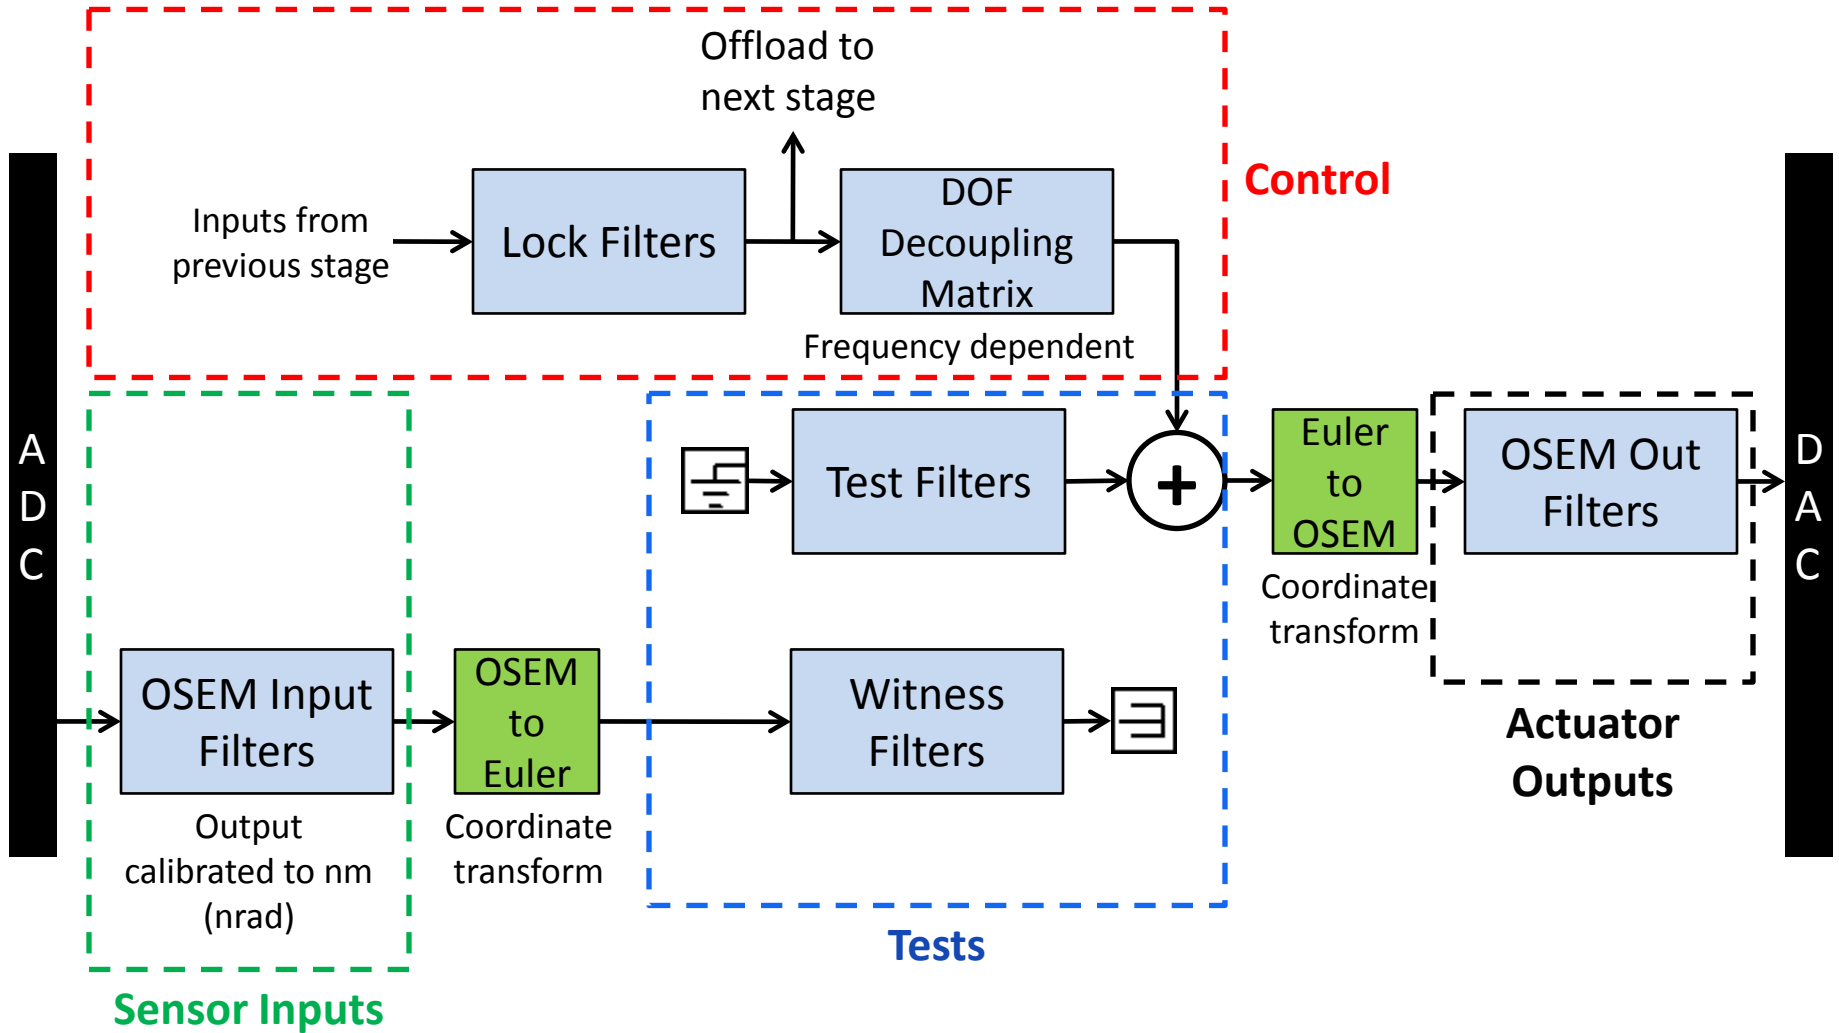 Offload to
next stage
Control
Inputs from
previous stage
Lock Filters
DOF
Decoupling
Matrix
Frequency dependent
A
D
C
Test Filters
+
Euler
to
OSEM
Coordinate
transform
OSEM Out
Filters
D
A
C
OSEM Input
Filters
Output
calibrated to nm
(nrad)
OSEM
to
Euler
Coordinate
transform
Witness
Filters
Actuator
Outputs
Tests
Sensor Inputs